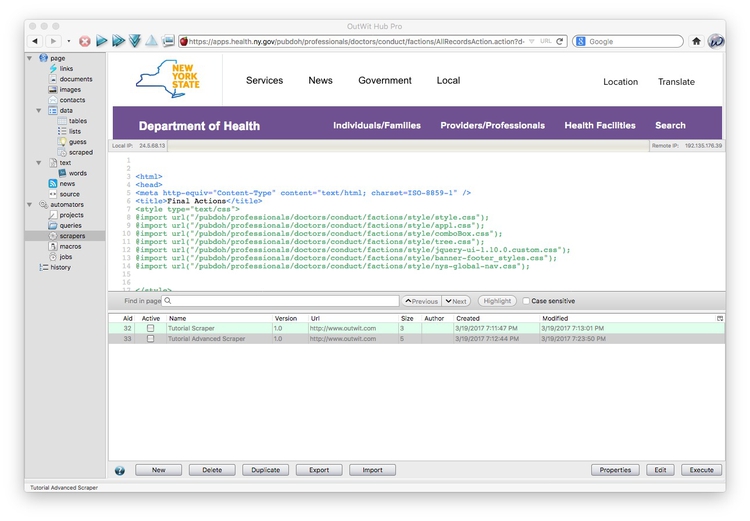 OutWit Hub Pro
https://apps.health.ny.gov/pubdoh/professionals/doctors/conduct/factions/AllRecordsAction.action?d- URL Google
page
links
documents
images
contacts
data
tables
lists
guess
scraped
text
words
news
source
automators
projects
queries
scrapers
macros
jobs
history
NEW YORK STATE
Services News Government Local Location Translate
Department of Health Individuals/Families Providers/Professionals Health Facilities Search
Local IP: 24.5.68.13 Remote IP: 192.135.176.39
1
2
3 <html>
4 <head>
5 <meta http-equiv="Content-Type" content="text/html; charset=ISO-8859-1" />
6 <title>Final Actions</title>
7 <style type="text/css">
8 @import url("/pubdoh/professionals/doctors/conduct/factions/style/style.css");
9 @import url("/pubdoh/professionals/doctors/conduct/factions/style/appl.css");
10 @import url("/pubdoh/professionals/doctors/conduct/factions/style/comboBox.css");
11 @import url("/pubdoh/professionals/doctors/conduct/factions/style/tree.css");
12 @import url("/pubdoh/professionals/doctors/conduct/factions/style/jquery-ui-1.10.0.custom.css");
13 @import url("/pubdoh/professionals/doctors/conduct/factions/style/banner-footer_styles.css");
14 @import url("/pubdoh/professionals/doctors/conduct/factions/style/nys-global-nav.css");
15
16
17 </style>
Find in page Previous Next Highlight Case sensitive
Aid Active Name Version Url Size Author Created Modified
32 Tutorial Scraper 1.0 http://www.outwit.com 3 3/19/2017 7:11:47 PM 3/19/2017 7:13:01 PM
33 Tutorial Advanced Scraper 1.0 http://www.outwit.com 5 3/19/2017 7:12:44 PM 3/19/2017 7:23:50 PM
? New Delete Duplicate Export Import Properties Edit Execute
Tutorial Advanced Scraper